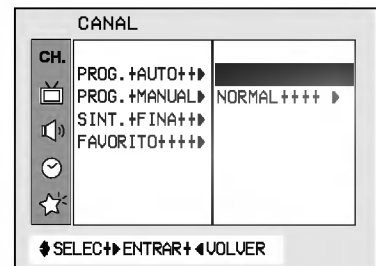 CANAL
CH.
PROG.+AUTO++▶
PROG.+MANUAL▶ NORMAL++++ ▶
SINT.+FINA++▶
FAVORITO++++▶
♦SELEC+▶ENTRAR+◀VOLVER